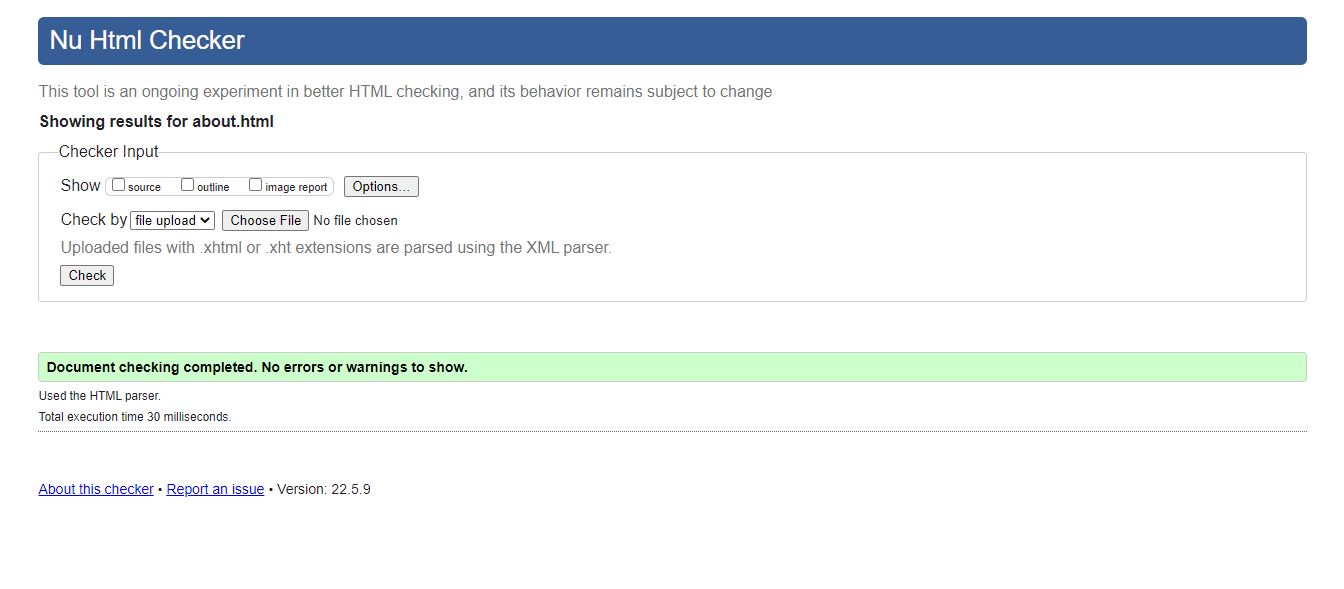 Nu Html Checker
This tool is an ongoing experiment in better HTML checking, and its behavior remains subject to change
Showing results for about.html
Checker Input
Show source outline image report Options...
Check by file upload Choose File No file chosen
Uploaded files with .xhtml or .xht extensions are parsed using the XML parser.
Check
Document checking completed. No errors or warnings to show.
Used the HTML parser.
Total execution time 30 milliseconds.
About this checker • Report an issue • Version: 22.5.9